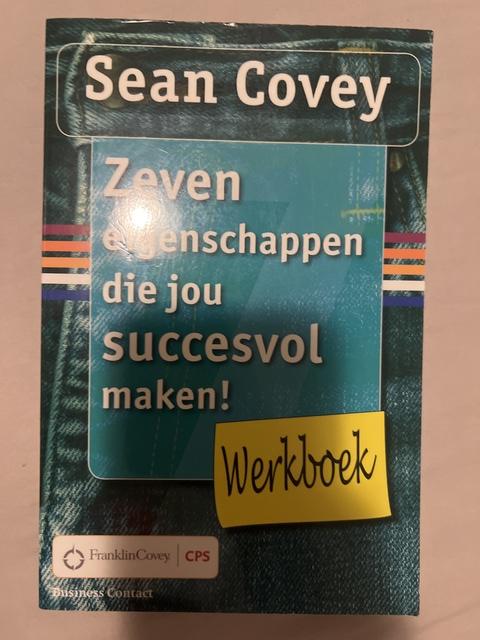 Sean Covey
Zeven
eigenschappen
die jou
succesvol
maken!
Werkboek
FranklinCovey | CPS
Business Contact